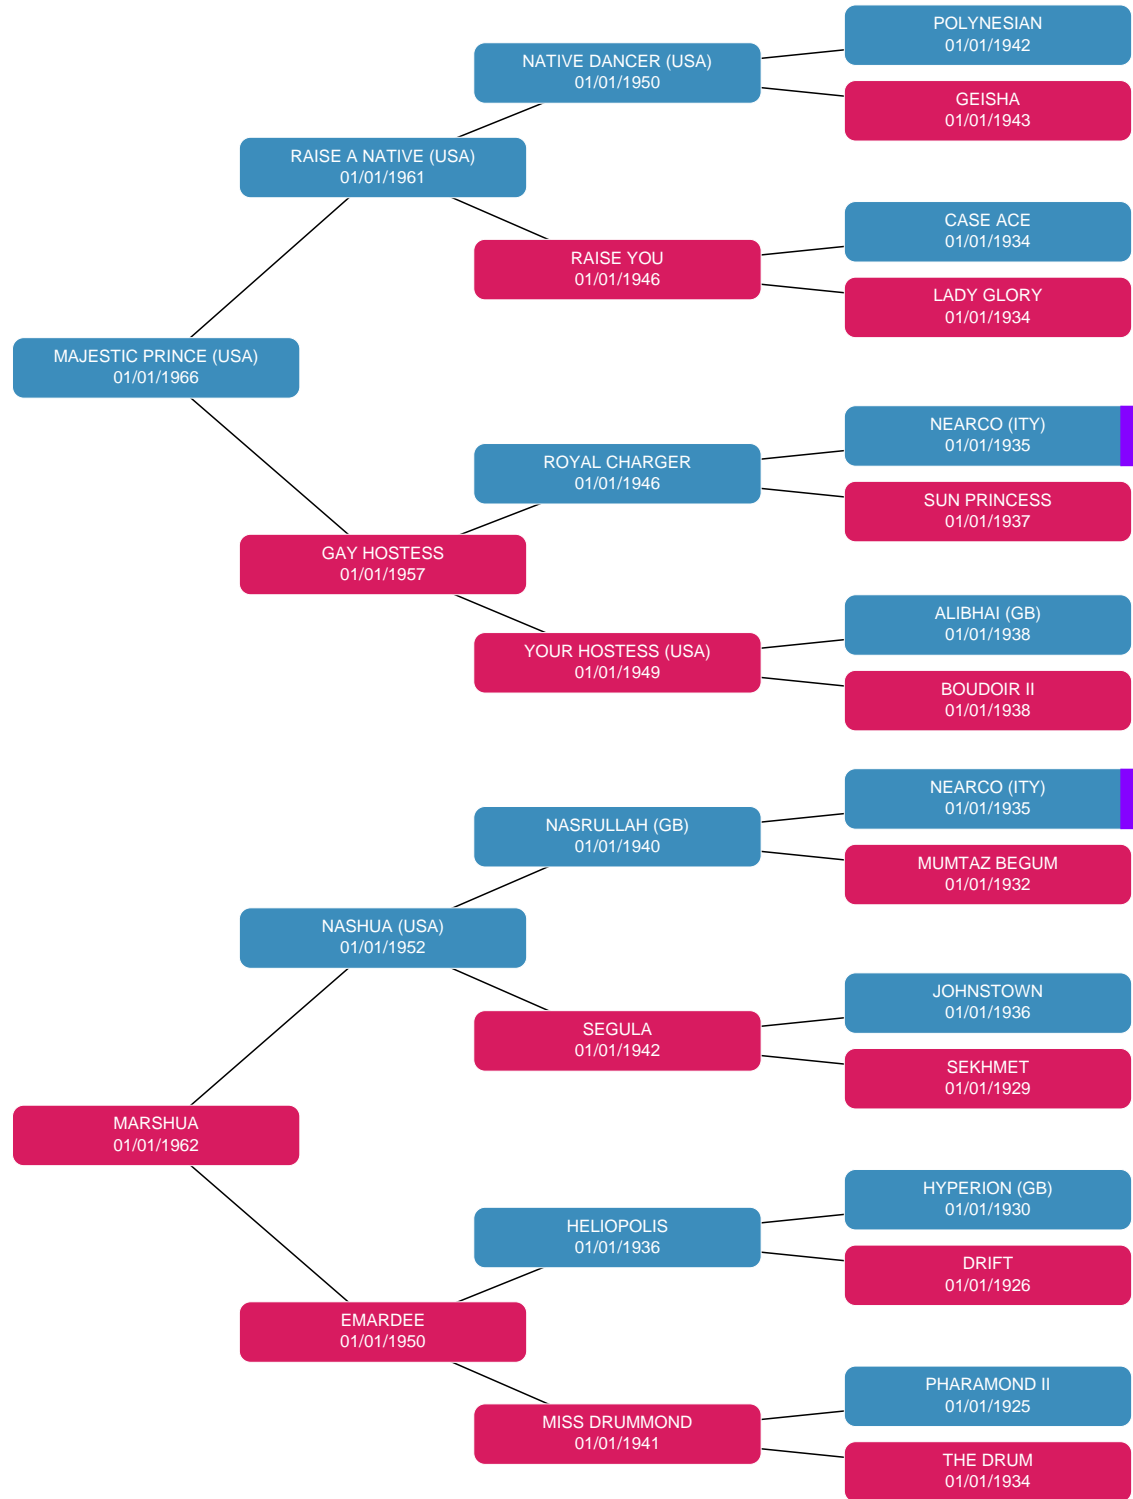 POLYNESIAN
01/01/1942
NATIVE DANCER (USA)
01/01/1950
GEISHA
01/01/1943
RAISE A NATIVE (USA)
01/01/1961
CASE ACE
01/01/1934
RAISE YOU
01/01/1946
LADY GLORY
01/01/1934
MAJESTIC PRINCE (USA)
01/01/1966
NEARCO (ITY)
01/01/1935
ROYAL CHARGER
01/01/1946
SUN PRINCESS
01/01/1937
GAY HOSTESS
01/01/1957
ALIBHAI (GB)
01/01/1938
YOUR HOSTESS (USA)
01/01/1949
BOUDOIR II
01/01/1938
NEARCO (ITY)
01/01/1935
NASRULLAH (GB)
01/01/1940
MUMTAZ BEGUM
01/01/1932
NASHUA (USA)
01/01/1952
JOHNSTOWN
01/01/1936
SEGULA
01/01/1942
SEKHMET
01/01/1929
MARSHUA
01/01/1962
HYPERION (GB)
01/01/1930
HELIOPOLIS
01/01/1936
DRIFT
01/01/1926
EMARDEE
01/01/1950
PHARAMOND II
01/01/1925
MISS DRUMMOND
01/01/1941
THE DRUM
01/01/1934